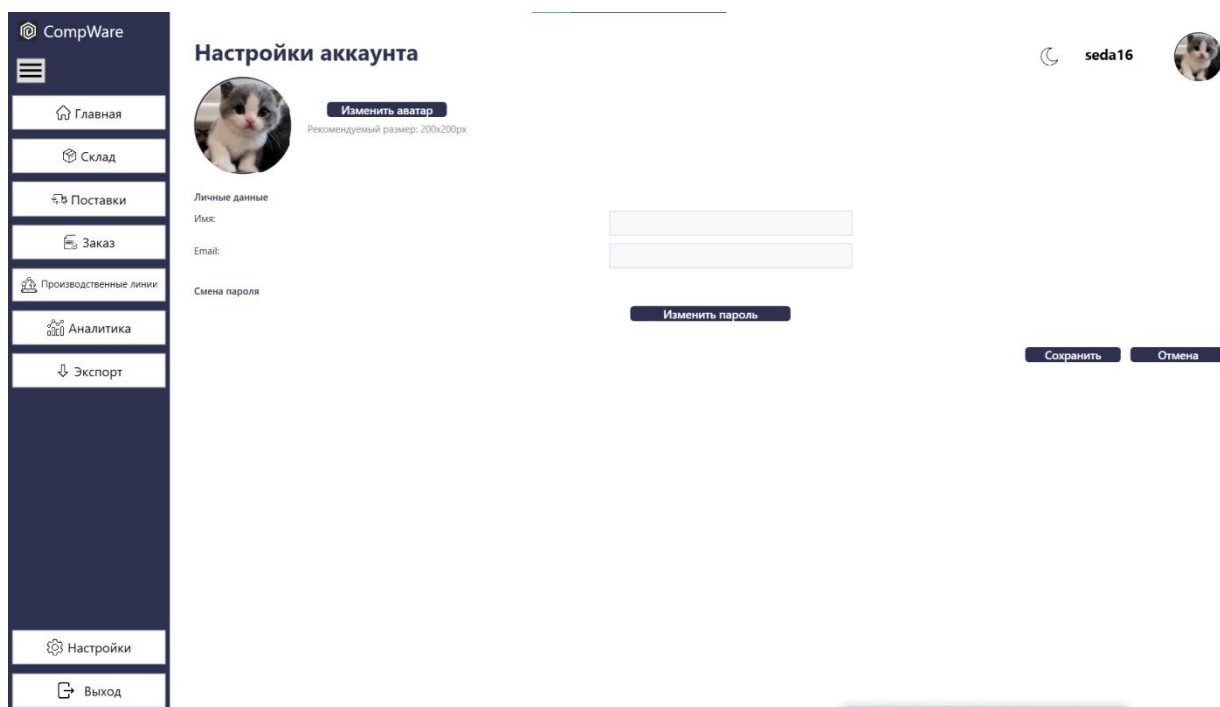 CompWare
Настройки аккаунта
seda16
Главная
Изменить аватар
Рекомендуемый размер: 200x200px
Склад
Поставки
Личные данные
Имя:
Заказ
Email:
Производственные линии
Смена пароля
Изменить пароль
Аналитика
Сохранить
Отмена
Экспорт
Настройки
Выход